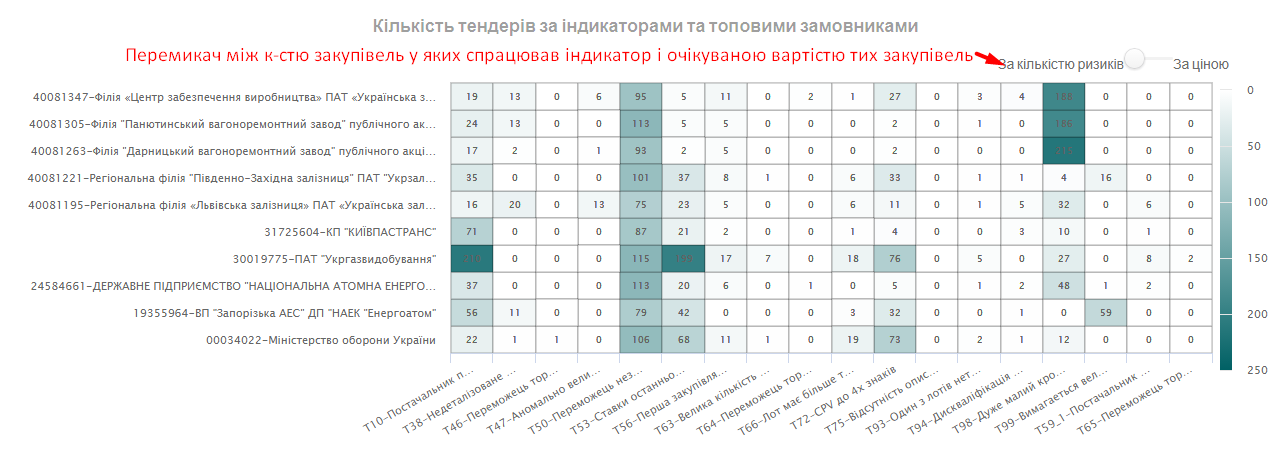 Кількість тендерів за індикаторами та топовими замовниками
Перемикач між к-стю закупівель у яких спрацював індикатор і очікуваною вартістю тих закупівель
За кількістю ризиків За ціною
40081347-Філія «Центр забезпечення виробництва» ПАТ «Українська з... 19 13 0 6 95 5 11 0 2 1 27 0 3 4 188 0 0 0
40081305-Філія "Панютинський вагоноремонтний завод" публічного ак... 24 13 0 0 113 5 5 0 0 0 2 0 1 0 186 0 0 0
40081263-Філія "Дарницький вагоноремонтний завод" публічного акці... 17 2 0 1 93 2 5 0 0 0 2 0 0 0 0 0 0
40081221-Регіональна філія "Південно-Західна залізниця" ПАТ "Укрзал... 35 0 0 0 101 37 8 1 0 6 33 0 1 1 4 16 0 0
40081195-Регіональна філія «Львівська залізниця» ПАТ «Українська зал... 16 20 0 13 75 23 5 0 0 6 11 0 1 5 32 0 6 0
31725604-КП "КИЇВПАСТРАНС" 71 0 0 0 87 21 2 0 0 1 4 0 0 3 10 0 1 0
30019775-ПАТ "Укргазвидобування" 0 0 0 115 199 17 7 0 18 76 0 5 0 27 0 8 2
24584661-ДЕРЖАВНЕ ПІДПРИЄМСТВО "НАЦІОНАЛЬНА АТОМНА ЕНЕРГО... 37 0 0 0 113 20 6 0 1 0 5 0 1 2 48 1 2 0
19355964-ВП "Запорізька АЕС" ДП "НАЕК "Енергоатом" 56 11 0 0 79 42 0 0 0 3 32 0 0 1 0 59 0 0
00034022-Міністерство оборони України 22 1 1 0 106 68 11 1 0 19 73 0 2 1 12 0 0 0
T10-Постачальник п...
T38-Недеталізоване ...
T46-Переможець тор...
T47-Аномально вели...
T50-Переможець нез...
T53-Ставки останньо...
T56-Перша закупівля...
T63-Велика кількість ...
T64-Переможець тор...
T66-Лот має більше т...
T72-CPV до 4х знаків
T75-Відсутність опис...
T93-Один з лотів нет...
T94-Дискваліфікація ...
T98-Дуже малий кро...
T99-Вимагається вел...
T59_1-Постачальник ...
T65-Переможець тор...
0
50
100
150
200
250